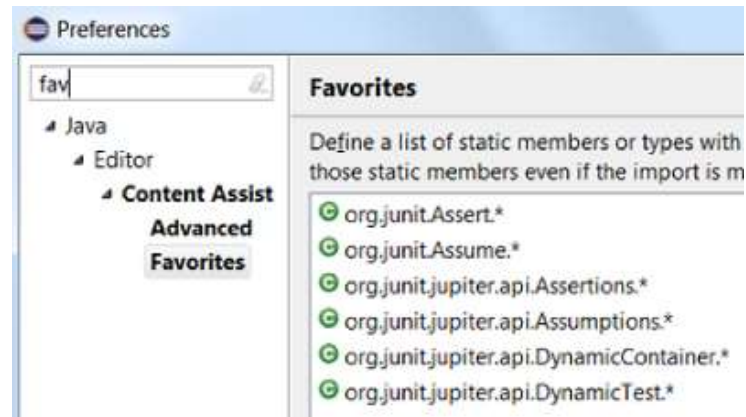 Preferences
fav
Java
Editor
Content Assist
Advanced
Favorites
Favorites
Define a list of static members or types with
those static members even if the import is m
org.junit.Assert.*
org.junit.Assume.*
org.junit.jupiter.api.Assertions.*
org.junit.jupiter.api.Assumptions.*
org.junit.jupiter.api.DynamicContainer.*
org.junit.jupiter.api.DynamicTest.*